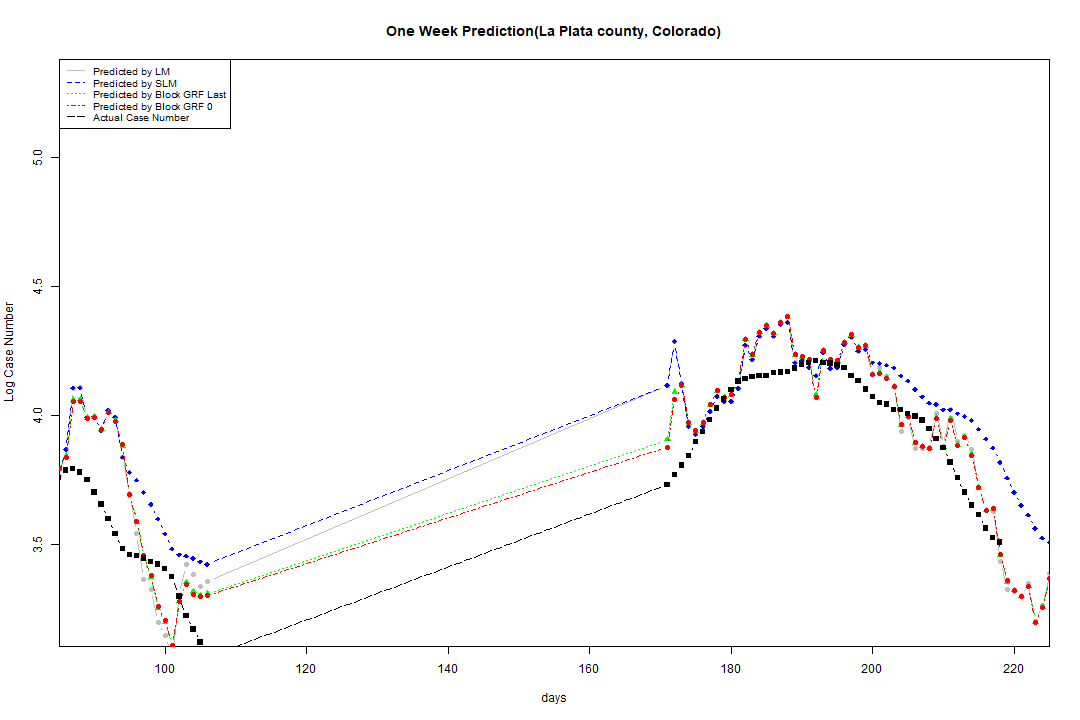 One Week Prediction(La Plata county, Colorado)
Predicted by LM
Predicted by SLM
Predicted by Block GRF Last
Predicted by Block GRF 0
Actual Case Number
5.0
4.5
4.0
3.5
Log Case Number
100 120 140 160 180 200 220
days